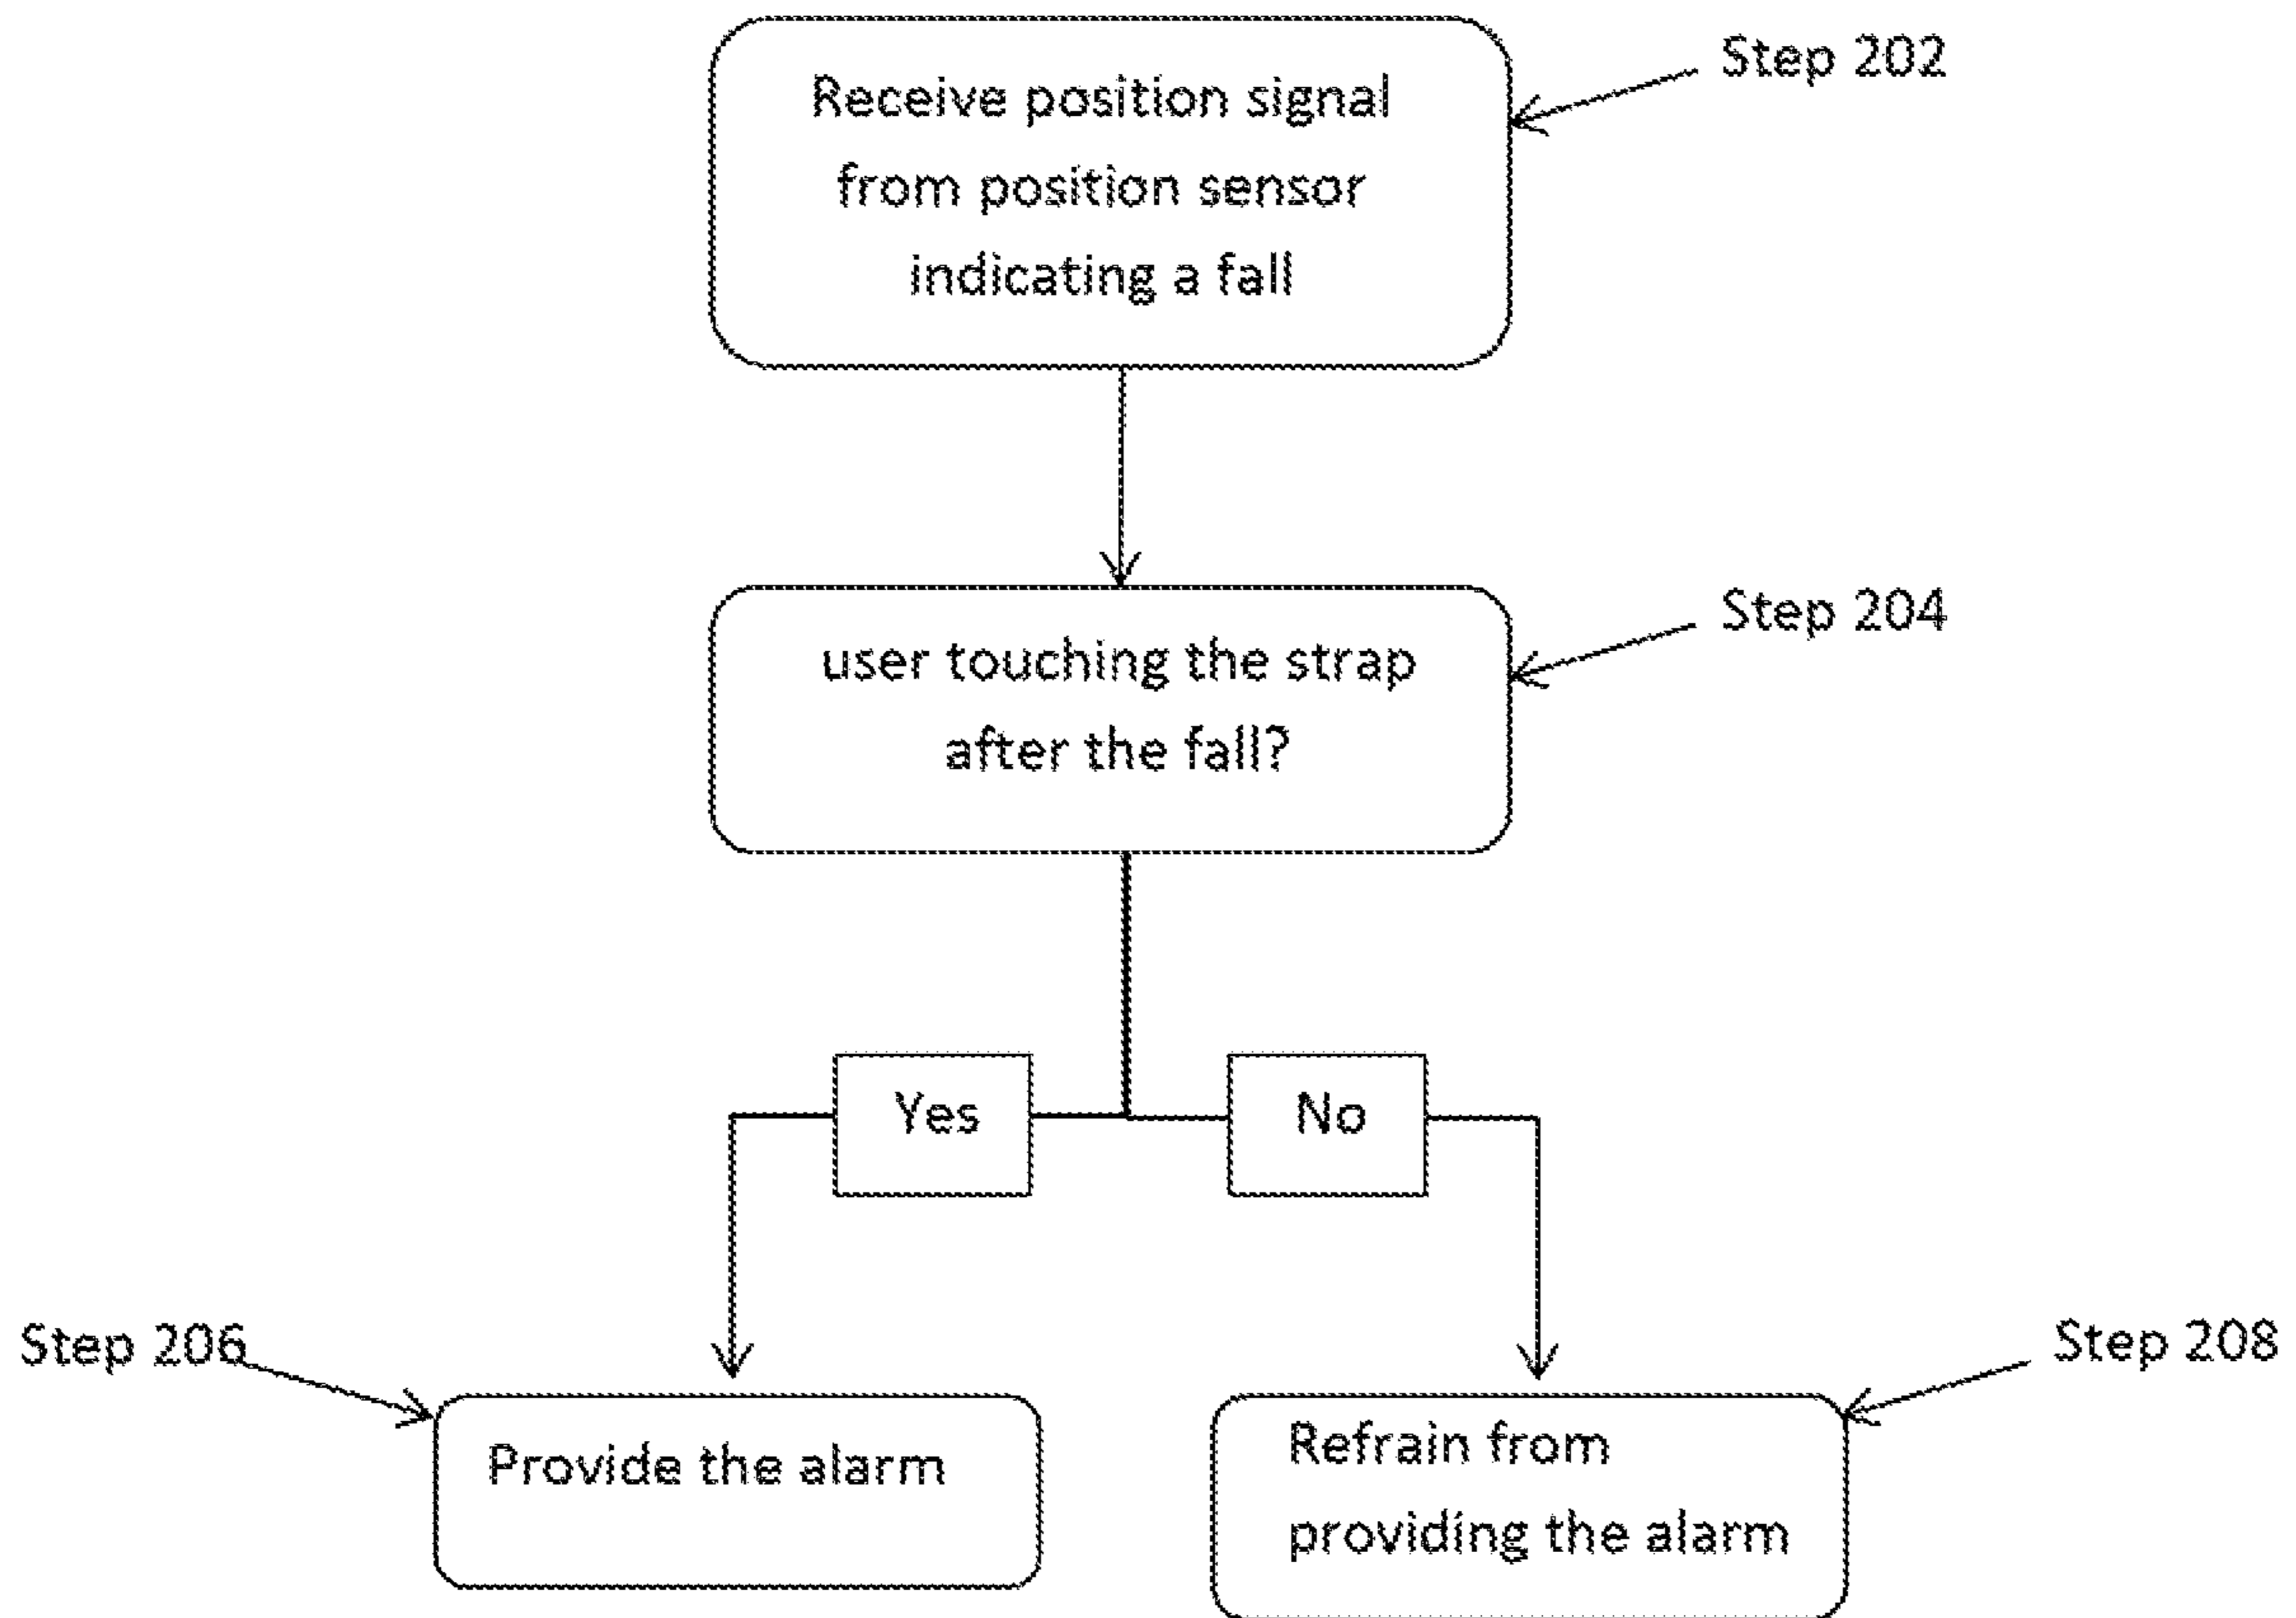 Receive position signal
from position sensor
indicating a fall
Step 202
user touching the strap
after the fall?
Step 204
Yes
No
Step 206
Provide the alarm
Step 208
Refrain from
providing the alarm